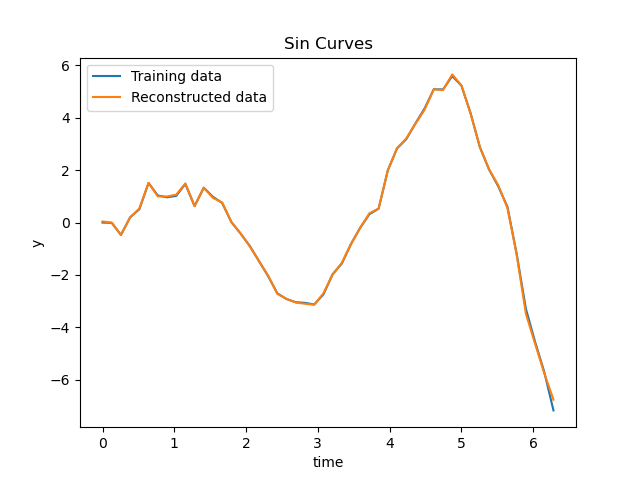 Sin Curves
Training data
Reconstructed data
6
4
2
0
−2
−4
−6
y
0 1 2 3 4 5 6
time